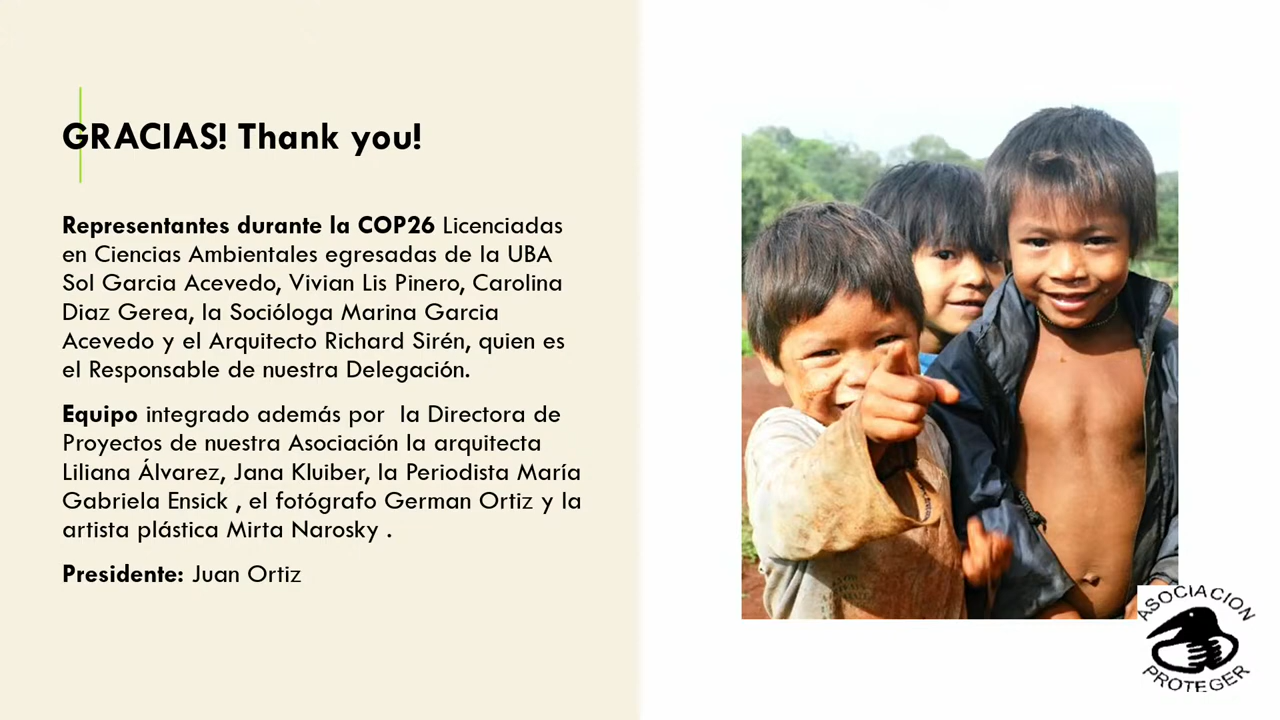 GRACIAS! Thank you!
Representantes durante la COP26 Licenciadas
en Ciencias Ambientales egresadas de la UBA
Sol Garcia Acevedo, Vivian Lis Pinero, Carolina
Diaz Gerea, la Socióloga Marina Garcia
Acevedo y el Arquitecto Richard Sirén, quien es
el Responsable de nuestra Delegación.
Equipo integrado además por  la Directora de
Proyectos de nuestra Asociación la arquitecta
Liliana Álvarez, Jana Kluiber, la Periodista María
Gabriela Ensick , el fotógrafo German Ortiz y la
artista plástica Mirta Narosky .
Presidente: Juan Ortiz
ASOCIACION
PROTEGER